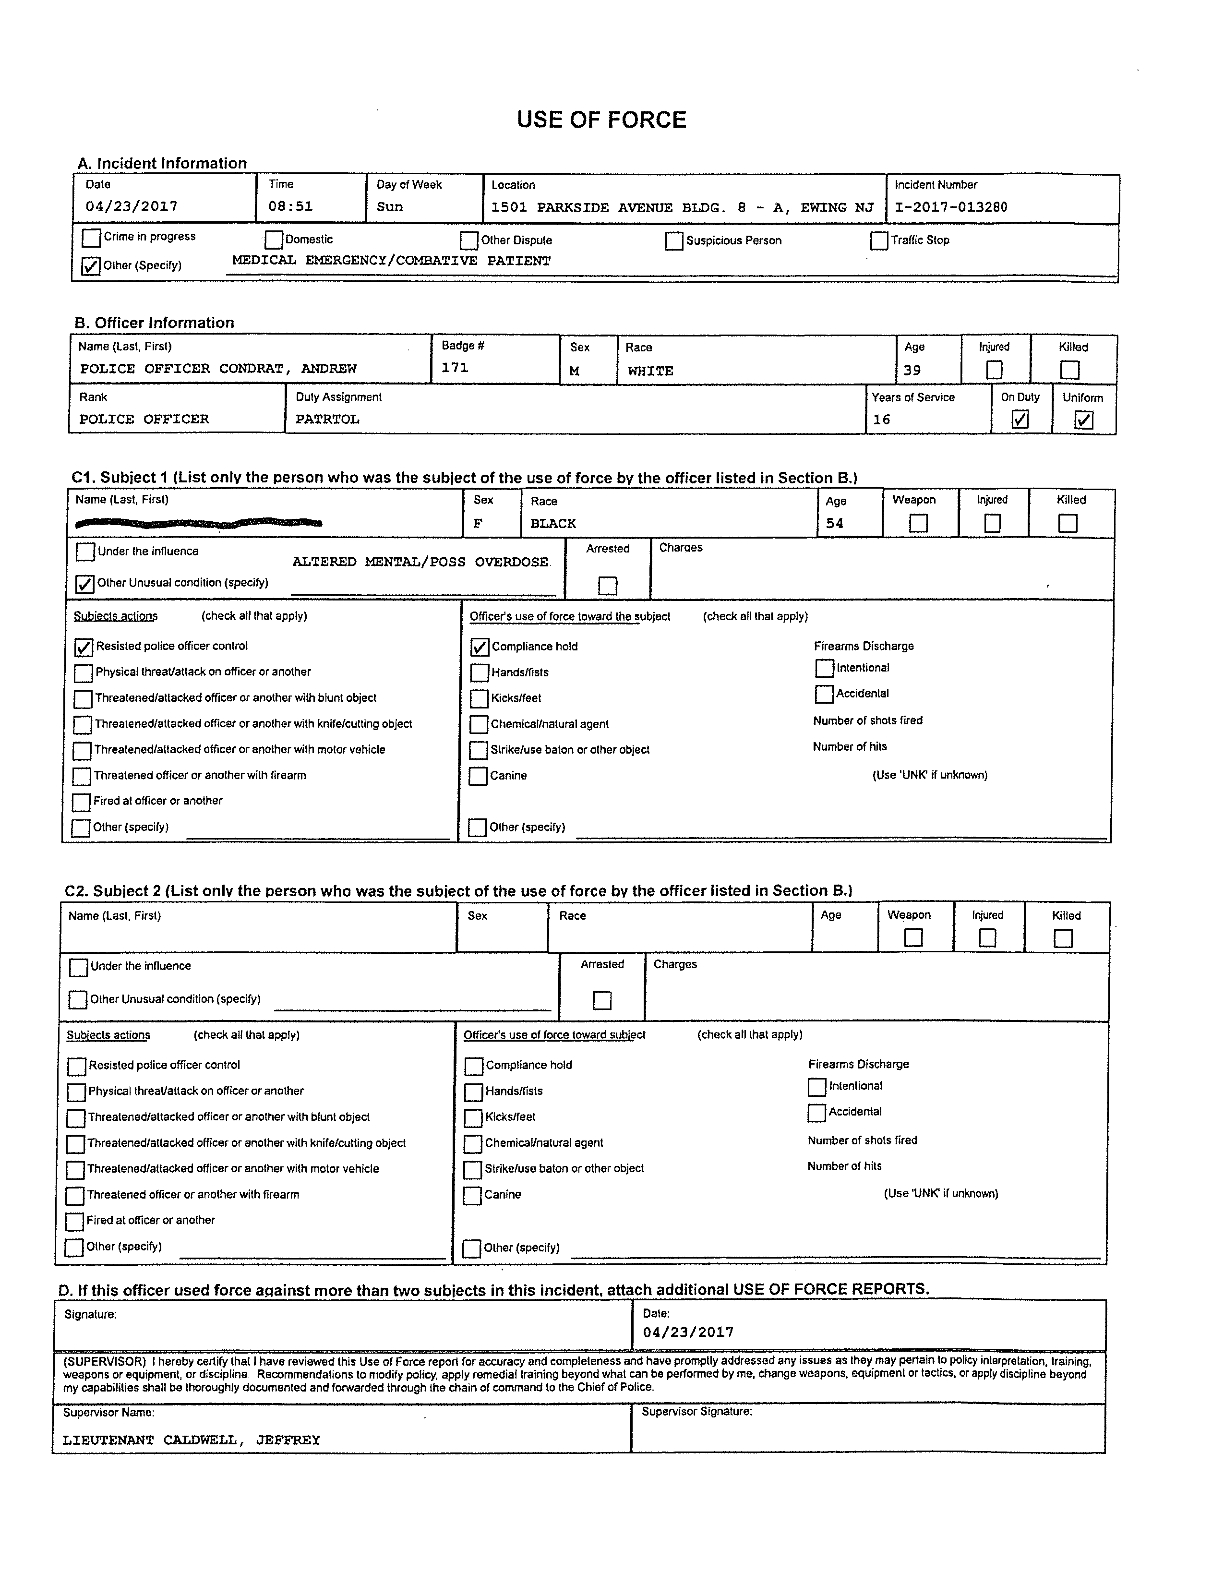 USE OF FORCE
A. Incident Information
Date Time Day of Week Location Incident Number
04/23/2017 08:51 Sun 1501 PARKSIDE AVENUE BLDG. 8 - A, EWING NJ I-2017-013280
Crime in progress Domestic Other Dispute Suspicious Person Traffic Stop
Other (Specify) MEDICAL EMERGENCY/COMBATIVE PATIENT
B. Officer Information
Name (Last, First) Badge # Sex Race Age Injured Killed
POLICE OFFICER CONDRAT, ANDREW 171 M WHITE 39
Rank Duty Assignment Years of Service On Duty Uniform
POLICE OFFICER PATRTOL 16
C1. Subject 1 (List only the person who was the subject of the use of force by the officer listed in Section B.)
Name (Last, First) Sex Race Age Weapon Injured Killed
F BLACK 54
Under the influence Arrested Charges
ALTERED MENTAL/POSS OVERDOSE
Other Unusual condition (specify)
Subjects actions (check all that apply) Officer's use of force toward the subject (check all that apply)
Resisted police officer control Compliance hold Firearms Discharge
Physical threat/attack on officer or another Hands/fists Intentional
Threatened/attacked officer or another with blunt object Kicks/feet Accidental
Threatened/attacked officer or another with knife/cutting object Chemical/natural agent Number of shots fired
Threatened/attacked officer or another with motor vehicle Strike/use baton or other object Number of hits
Threatened officer or another with firearm Canine (Use 'UNK' if unknown)
Fired at officer or another
Other (specify) Other (specify)
C2. Subject 2 (List only the person who was the subject of the use of force by the officer listed in Section B.)
Name (Last, First) Sex Race Age Weapon Injured Killed
Under the influence Arrested Charges
Other Unusual condition (specify)
Subjects actions (check all that apply) Officer's use of force toward subject (check all that apply)
Resisted police officer control Compliance hold Firearms Discharge
Physical threat/attack on officer or another Hands/fists Intentional
Threatened/attacked officer or another with blunt object Kicks/feet Accidental
Threatened/attacked officer or another with knife/cutting object Chemical/natural agent Number of shots fired
Threatened/attacked officer or another with motor vehicle Strike/use baton or other object Number of hits
Threatened officer or another with firearm Canine (Use 'UNK' if unknown)
Fired at officer or another
Other (specify) Other (specify)
D. If this officer used force against more than two subjects in this incident, attach additional USE OF FORCE REPORTS.
Signature: Date:
04/23/2017
(SUPERVISOR) I hereby certify that I have reviewed this Use of Force report for accuracy and completeness and have promptly addressed any issues as they may pertain to policy interpretation, training,
weapons or equipment, or discipline. Recommendations to modify policy, apply remedial training beyond what can be performed by me, change weapons, equipment or tactics, or apply discipline beyond
my capabilities shall be thoroughly documented and forwarded through the chain of command to the Chief of Police.
Supervisor Name: Supervisor Signature:
LIEUTENANT CALDWELL, JEFFREY